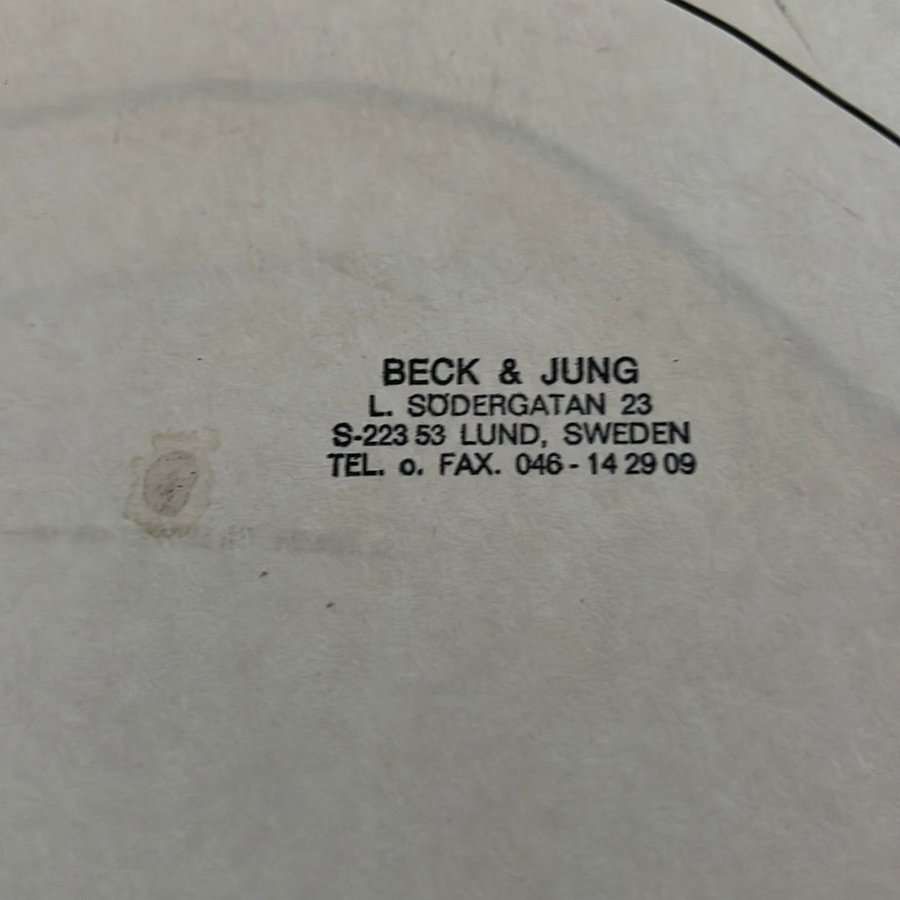 BECK & JUNG
L. SÖDERGATAN 23
S-223 53 LUND, SWEDEN
TEL. o. FAX. 046 - 14 29 09